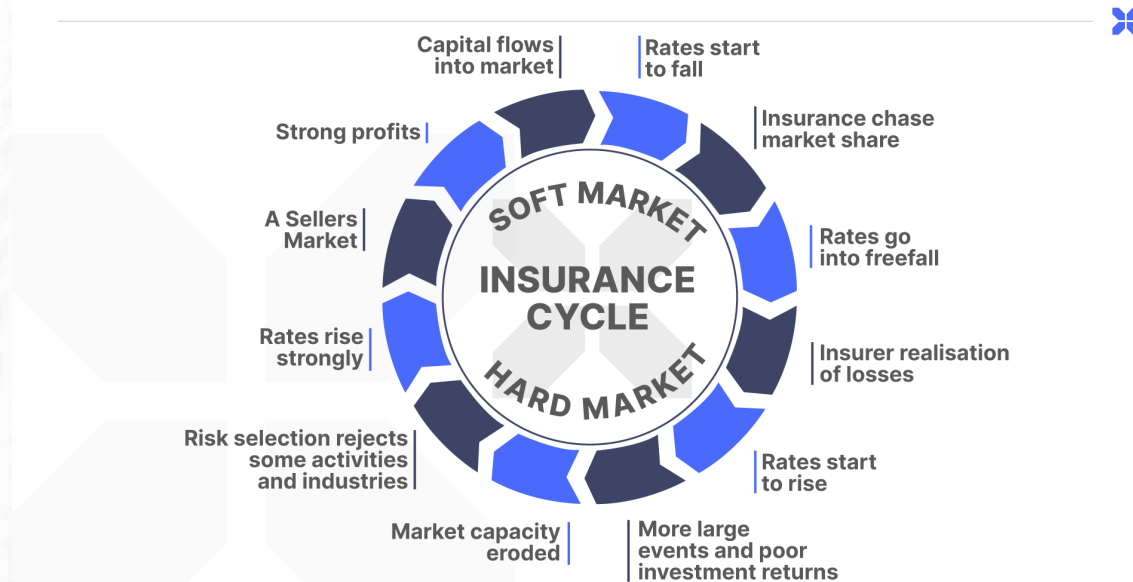 SOFT MARKET
INSURANCE
CYCLE
HARD MARKET
Rates start
to fall
Insurance chase
market share
Rates go
into freefall
Insurer realisation
of losses
Rates start
to rise
More large
events and poor
investment returns
Market capacity
eroded
Risk selection rejects
some activities
and industries
Rates rise
strongly
A Sellers
Market
Strong profits
Capital flows
into market